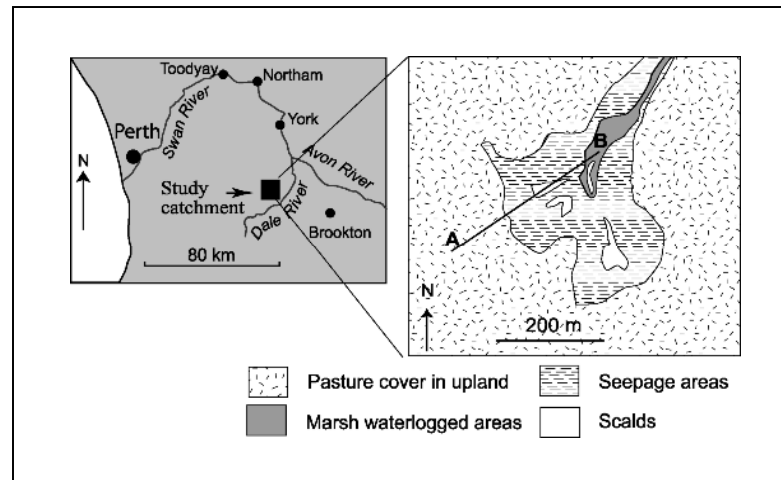 Toodyay
Northam
Swan River
York
Perth
N
Avon River
Study
catchment
Dale River
Brookton
80 km
B
A
N
200 m
Pasture cover in upland
Seepage areas
Marsh waterlogged areas
Scalds